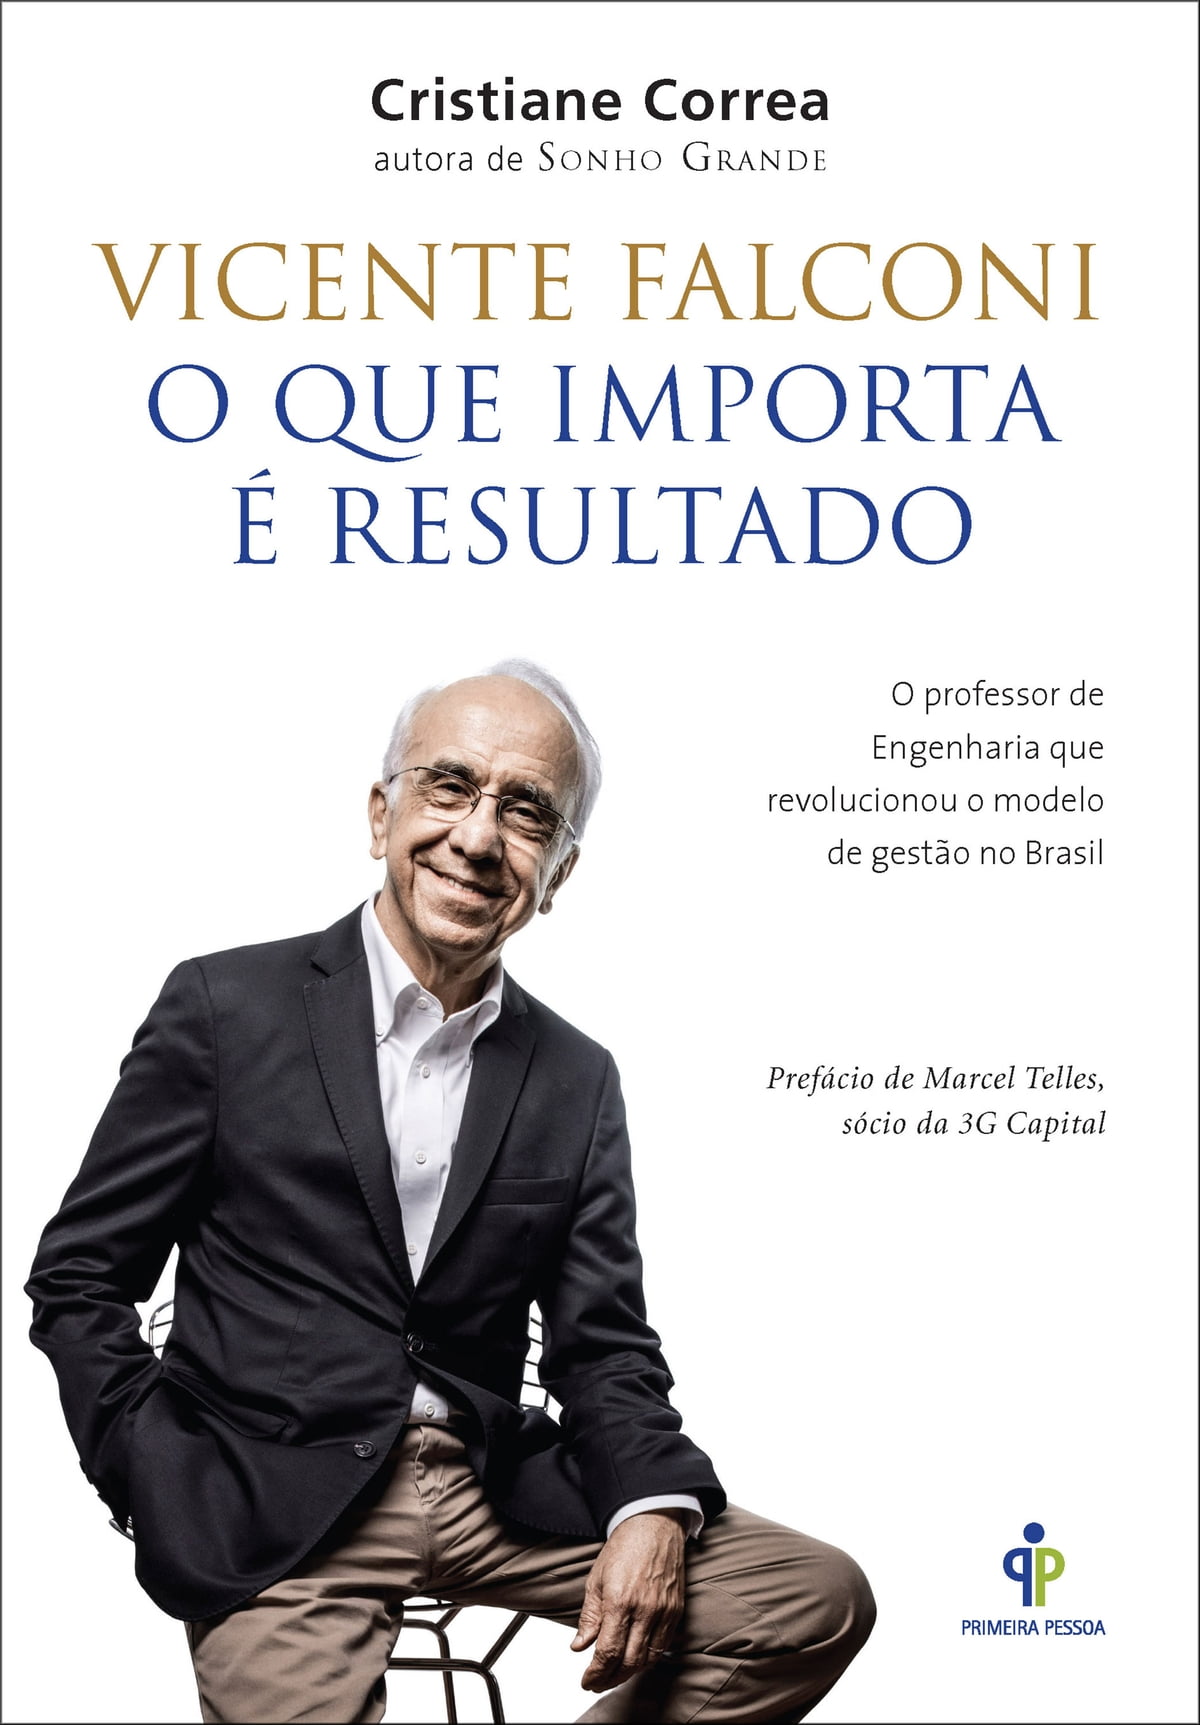 Cristiane Correa
autora de SONHO GRANDE
VICENTE FALCONI
O QUE IMPORTA
É RESULTADO
O professor de
Engenharia que
revolucionou o modelo
de gestão no Brasil
Prefácio de Marcel Telles,
sócio da 3G Capital
PRIMEIRA PESSOA